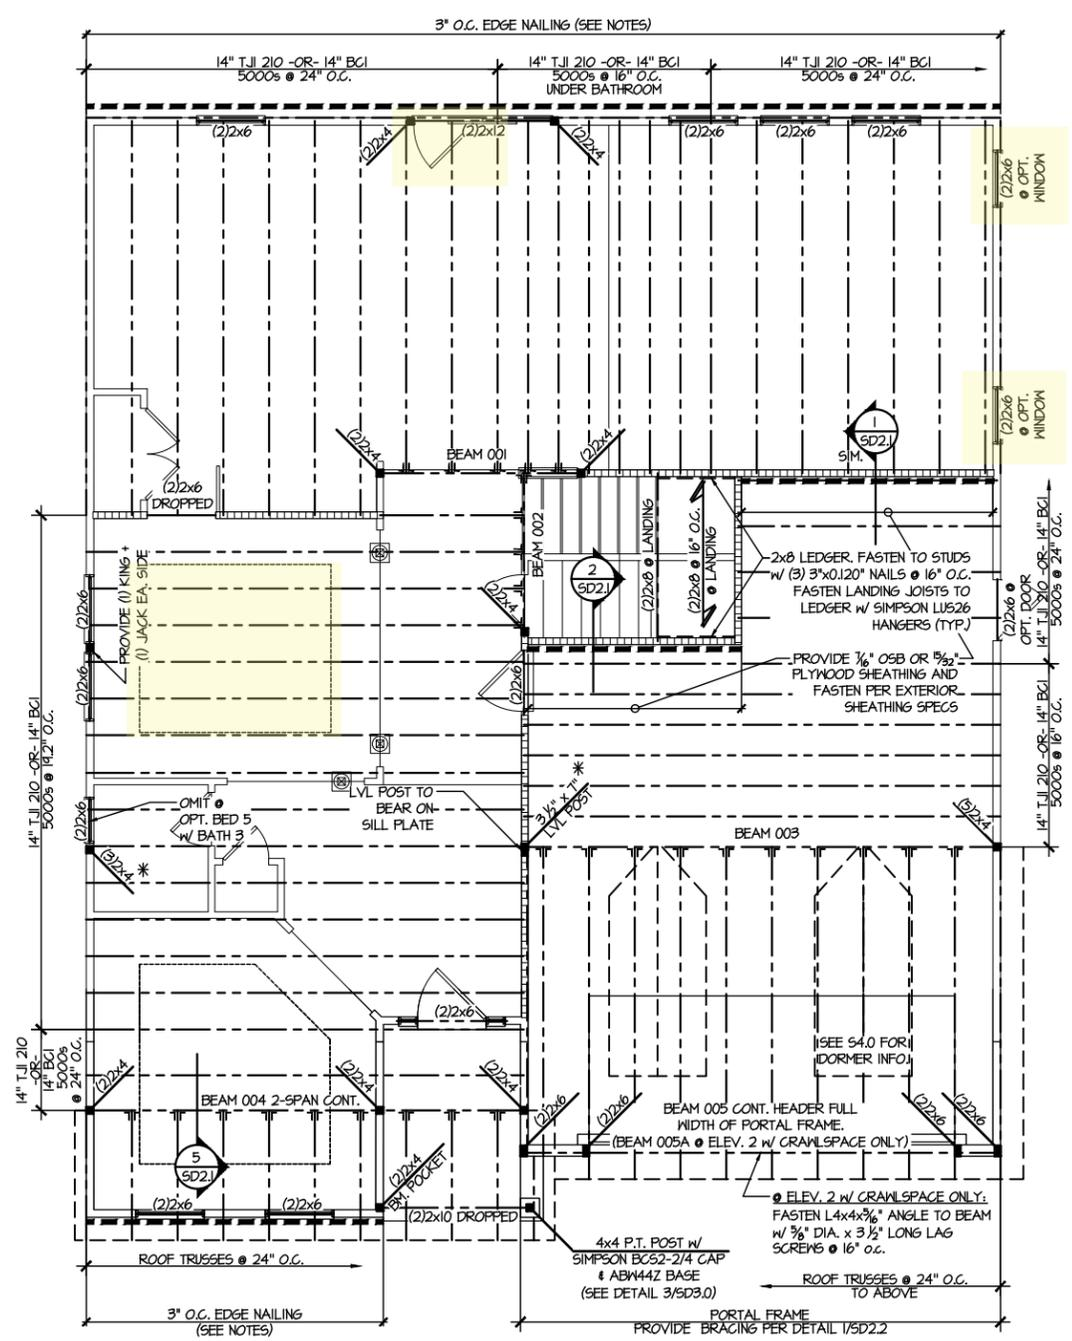 3" O.C. EDGE NAILING (SEE NOTES)
14" TJI 210 -OR- 14" BCI
5000s @ 24" O.C.
14" TJI 210 -OR- 14" BCI
5000s @ 16" O.C.
UNDER BATHROOM
14" TJI 210 -OR- 14" BCI
5000s @ 24" O.C.
(2)2x6
(2)2x4
(2)2x12
(2)2x4
(2)2x6
(2)2x6
(2)2x6
(2)2x6
@ OPT.
WINDOW
(2)2x6
@ OPT.
WINDOW
1
SD2.1
SIM.
(2)2x4
BEAM 001
(2)2x4
(2)2x6
DROPPED
PROVIDE (1) KING +
(1) JACK EA. SIDE
(2)2x6
(2)2x6
BEAM 002
2
SD2.1
(2)2x8 @ LANDING
(2)2x8 @ 16" O.C.
@ LANDING
(2)2x4
(2)2x6
2x8 LEDGER. FASTEN TO STUDS
W/ (3) 3"x0.120" NAILS @ 16" O.C.
FASTEN LANDING JOISTS TO
LEDGER W/ SIMPSON LUS26
HANGERS (TYP.)
(2)2x6 @
OPT. DOOR
14" TJI 210 -OR- 14" BCI
5000s @ 24" O.C.
PROVIDE 7/16" OSB OR 15/32"
PLYWOOD SHEATHING AND
FASTEN PER EXTERIOR
SHEATHING SPECS
14" TJI 210 -OR- 14" BCI
5000s @ 16" O.C.
14" TJI 210 -OR- 14" BCI
5000s @ 19.2" O.C.
(2)2x6
OMIT @
OPT. BED 5
W/ BATH 3
LVL POST TO
BEAR ON
SILL PLATE
3 1/2" x 7" *
LVL POST
BEAM 003
(5)2x4
(3)2x4 *
(2)2x6
SEE S4.0 FOR
DORMER INFO.
14" TJI 210
-OR-
14" BCI
5000s
@ 24" O.C.
(2)2x4
(2)2x4
(2)2x4
BEAM 004 2-SPAN CONT.
(2)2x6
(2)2x6
BEAM 005 CONT. HEADER FULL
WIDTH OF PORTAL FRAME.
(BEAM 005A @ ELEV. 2 W/ CRAWLSPACE ONLY)
(2)2x6
(2)2x6
5
SD2.1
(2)2x4
BM. POCKET
(2)2x6
(2)2x6
(2)2x10 DROPPED
@ ELEV. 2 W/ CRAWLSPACE ONLY:
FASTEN L4x4x5/16" ANGLE TO BEAM
W/ 5/8" DIA. x 3 1/2" LONG LAG
SCREWS @ 16" O.C.
4x4 P.T. POST W/
SIMPSON BCS2-2/4 CAP
& ABW44Z BASE
(SEE DETAIL 3/SD3.0)
ROOF TRUSSES @ 24" O.C.
ROOF TRUSSES @ 24" O.C.
TO ABOVE
3" O.C. EDGE NAILING
(SEE NOTES)
PORTAL FRAME
PROVIDE BRACING PER DETAIL 1/SD2.2